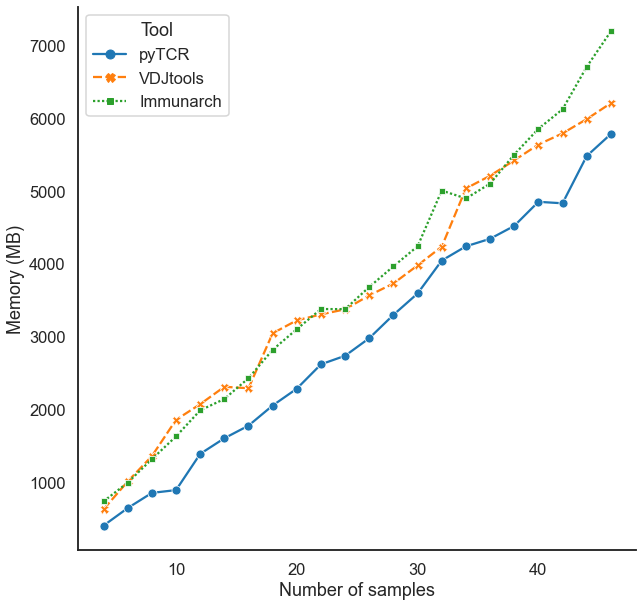 Tool
pyTCR
VDJtools
Immunarch
7000
6000
5000
4000
3000
2000
1000
Memory (MB)
10 20 30 40
Number of samples